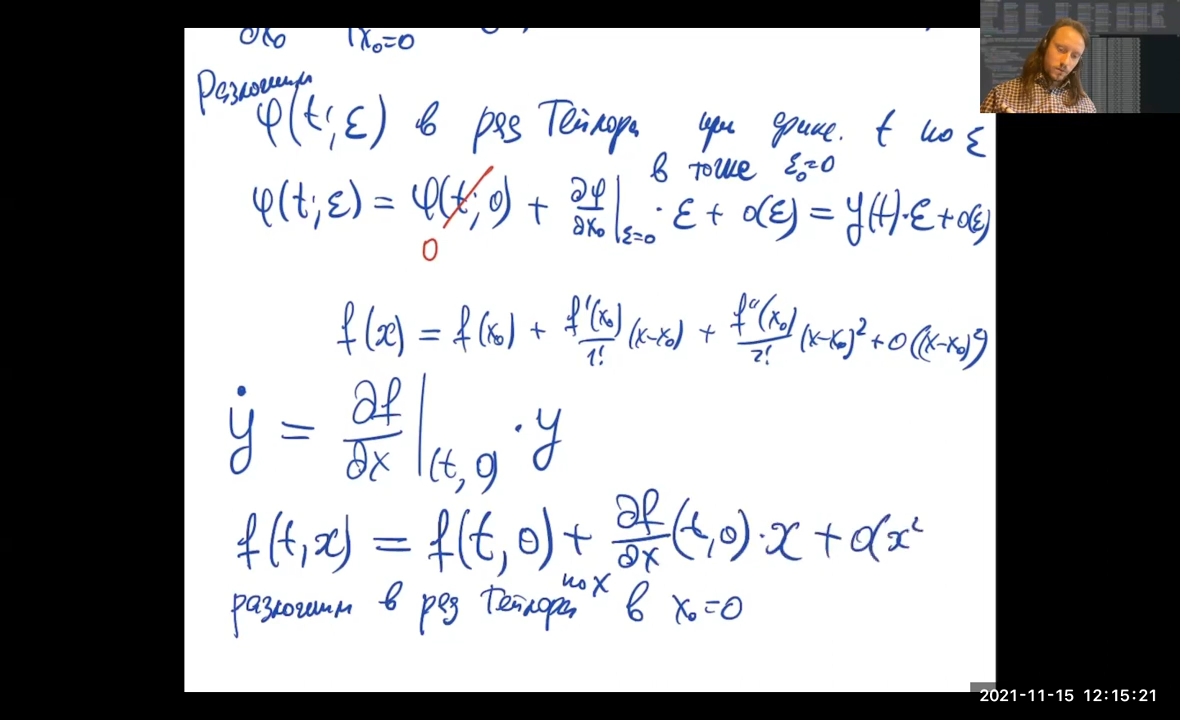 ∂x₀ |x₀=0
Разложим
φ(t; ε) в ряд Тейлора при фикс. t по ε
в точке ε₀=0
φ(t; ε) = φ(t; 0) + ∂φ/∂x₀ |ε=0 · ε + o(ε) = y(t)·ε + o(ε)
0
f(x) = f(x₀) + f'(x₀)/1! (x-x₀) + f''(x₀)/2! (x-x₀)² + o((x-x₀)²)
ẏ = ∂f/∂x |(t, 0) · y
f(t, x) = f(t, 0) + ∂f/∂x (t, 0)·x + o(x²
разложим в ряд Тейлора по x в x₀=0
2021-11-15 12:15:21